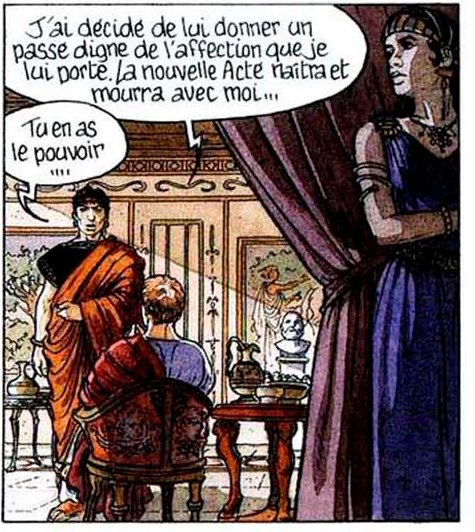 J'ai décidé de lui donner un
passé digne de l'affection que je
lui porte. La nouvelle Acté naîtra et
mourra avec moi...
Tu en as
le pouvoir
....